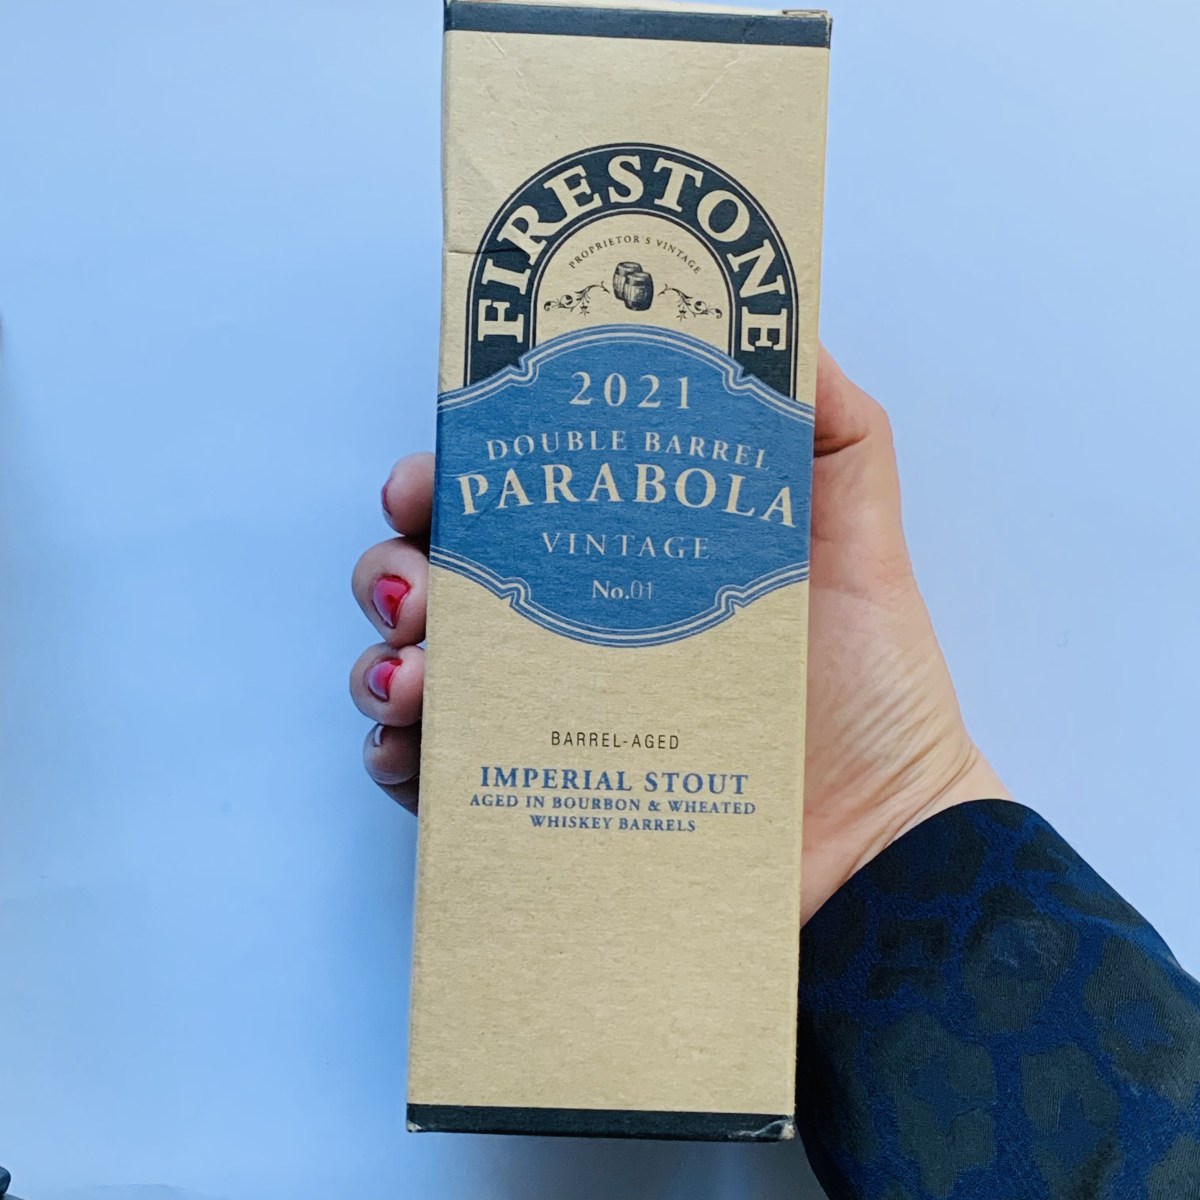 FIRESTONE
PROPRIETOR'S VINTAGE
2021
DOUBLE BARREL
PARABOLA
VINTAGE
No.01
BARREL-AGED
IMPERIAL STOUT
AGED IN BOURBON & WHEATED
WHISKEY BARRELS